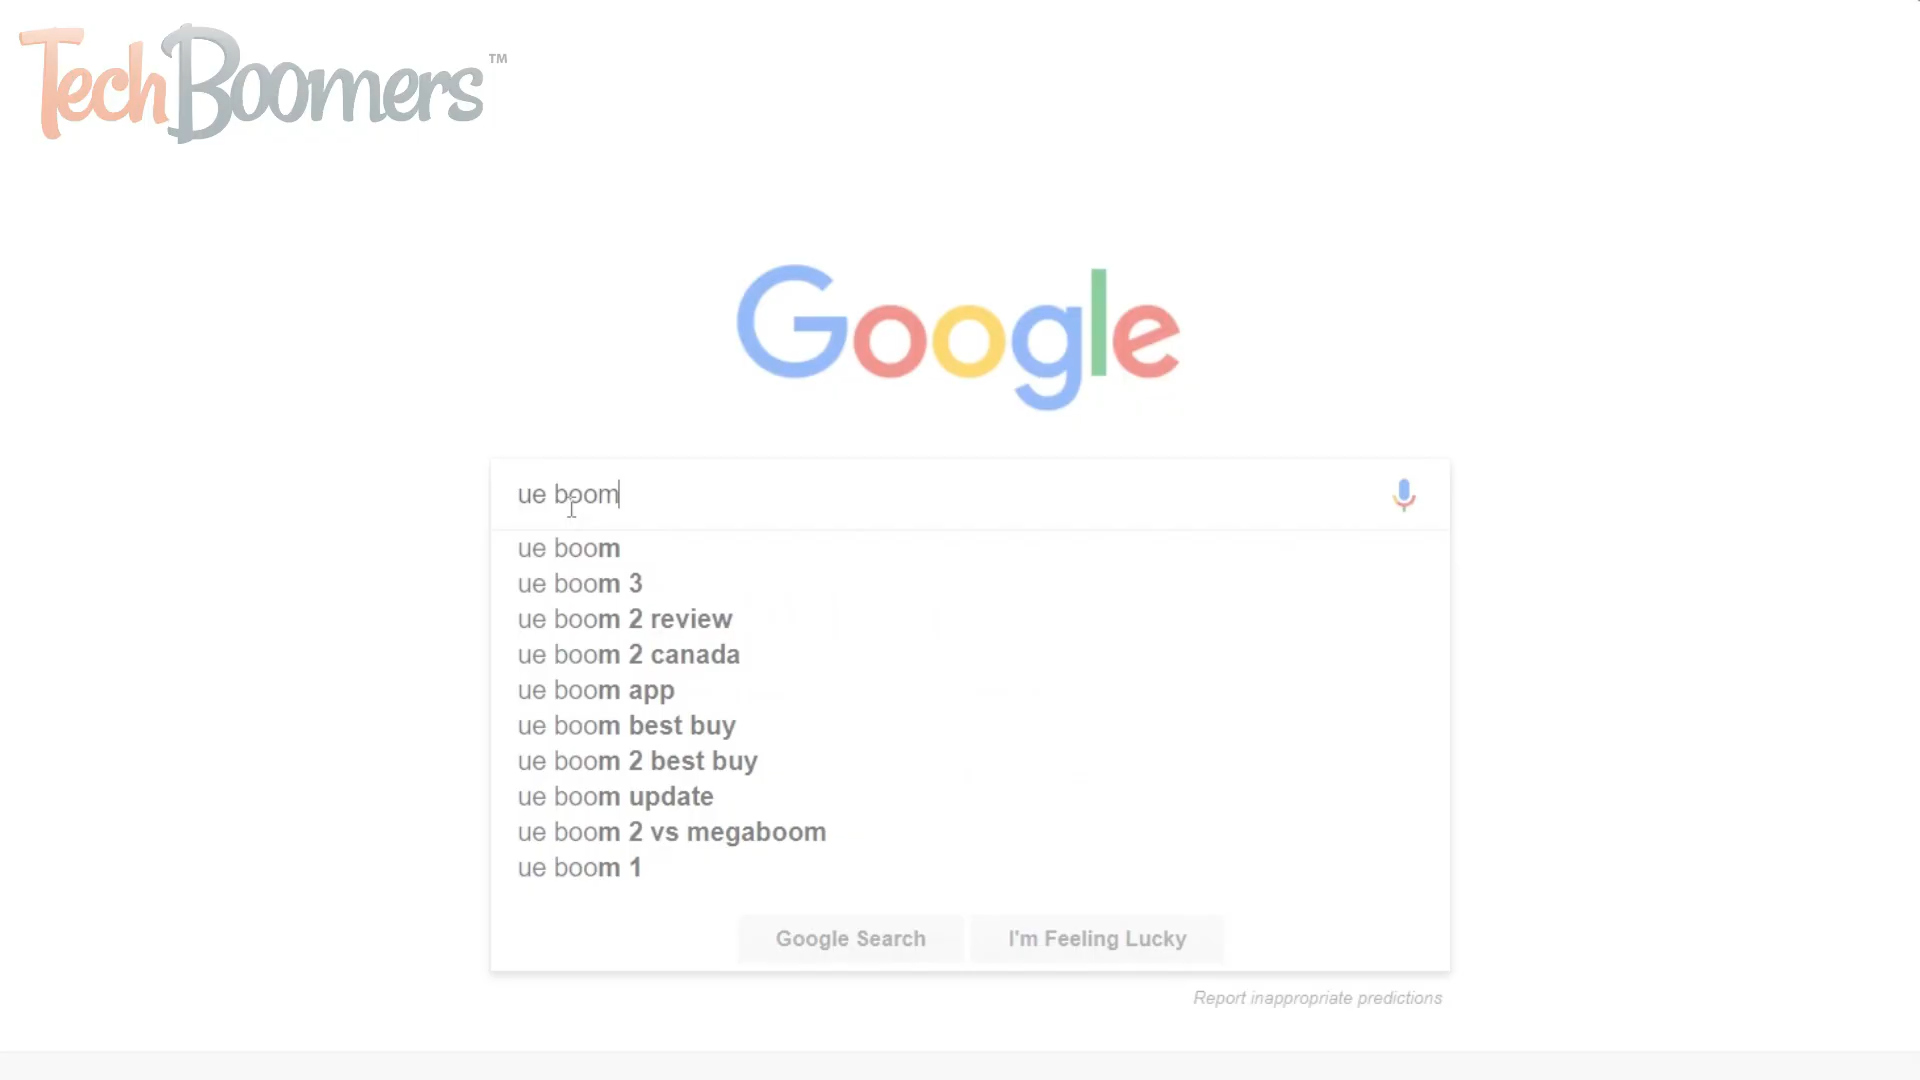 TechBoomers™
Google
ue boom
ue boom
ue boom 3
ue boom 2 review
ue boom 2 canada
ue boom app
ue boom best buy
ue boom 2 best buy
ue boom update
ue boom 2 vs megaboom
ue boom 1
Google Search
I'm Feeling Lucky
Report inappropriate predictions